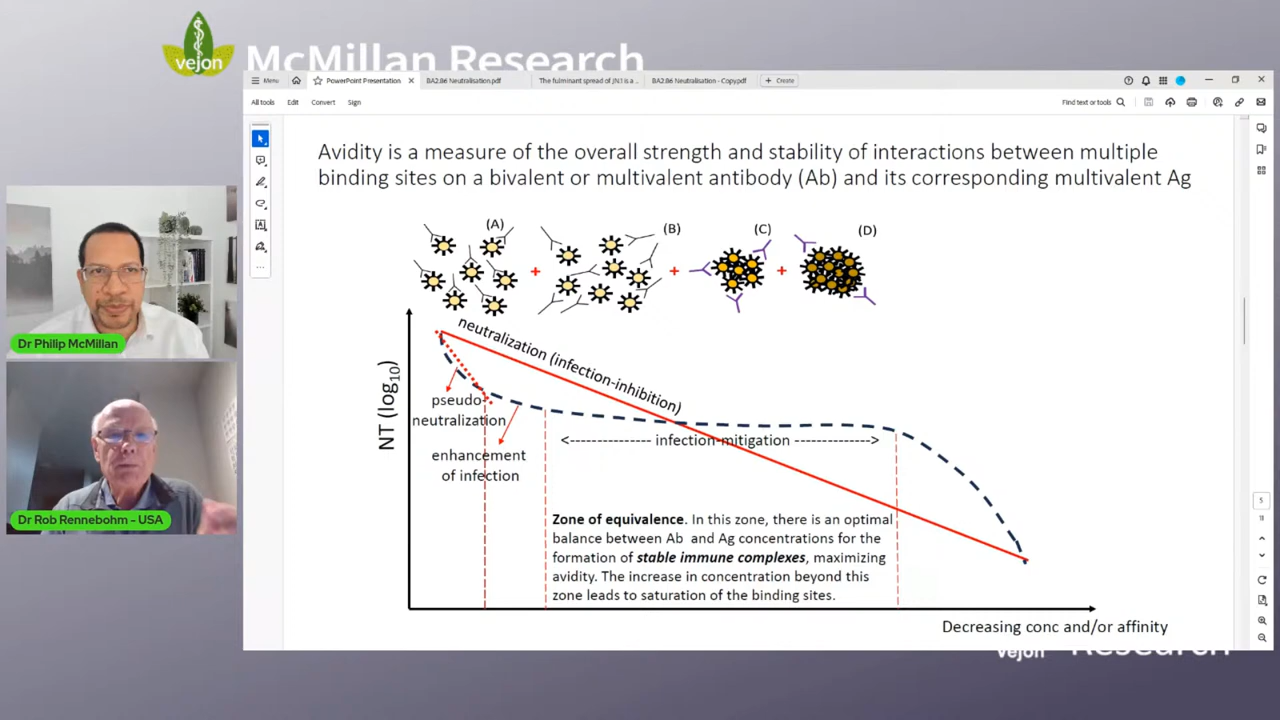 vejon
McMillan Research
Menu
PowerPoint Presentation
BA2.86 Neutralisation.pdf
The fulminant spread of JN.1 is a ...
BA2.86 Neutralisation - Copy.pdf
+ Create
All tools
Edit
Convert
Sign
Find text or tools
Avidity is a measure of the overall strength and stability of interactions between multiple
binding sites on a bivalent or multivalent antibody (Ab) and its corresponding multivalent Ag
(A)
(B)
(C)
(D)
+
+
+
NT (log10)
neutralization (infection-inhibition)
pseudo-
neutralization
enhancement
of infection
<--------------- infection-mitigation ------------->
Zone of equivalence. In this zone, there is an optimal
balance between Ab and Ag concentrations for the
formation of stable immune complexes, maximizing
avidity. The increase in concentration beyond this
zone leads to saturation of the binding sites.
Decreasing conc and/or affinity
5
Dr Philip McMillan
Dr Rob Rennebohm - USA
vejon